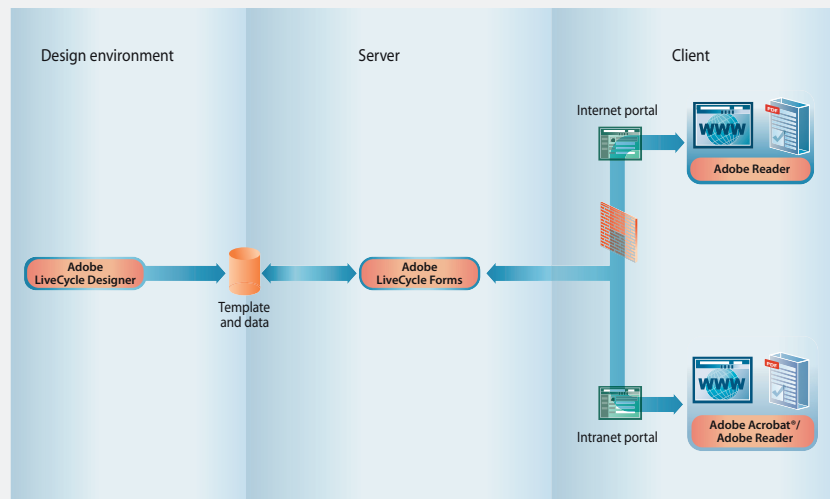 Design environment
Server
Client
Internet portal
WWW
PDF
Adobe Reader
Adobe
LiveCycle Designer
Template
and data
Adobe
LiveCycle Forms
WWW
PDF
Intranet portal
Adobe Acrobat®/
Adobe Reader